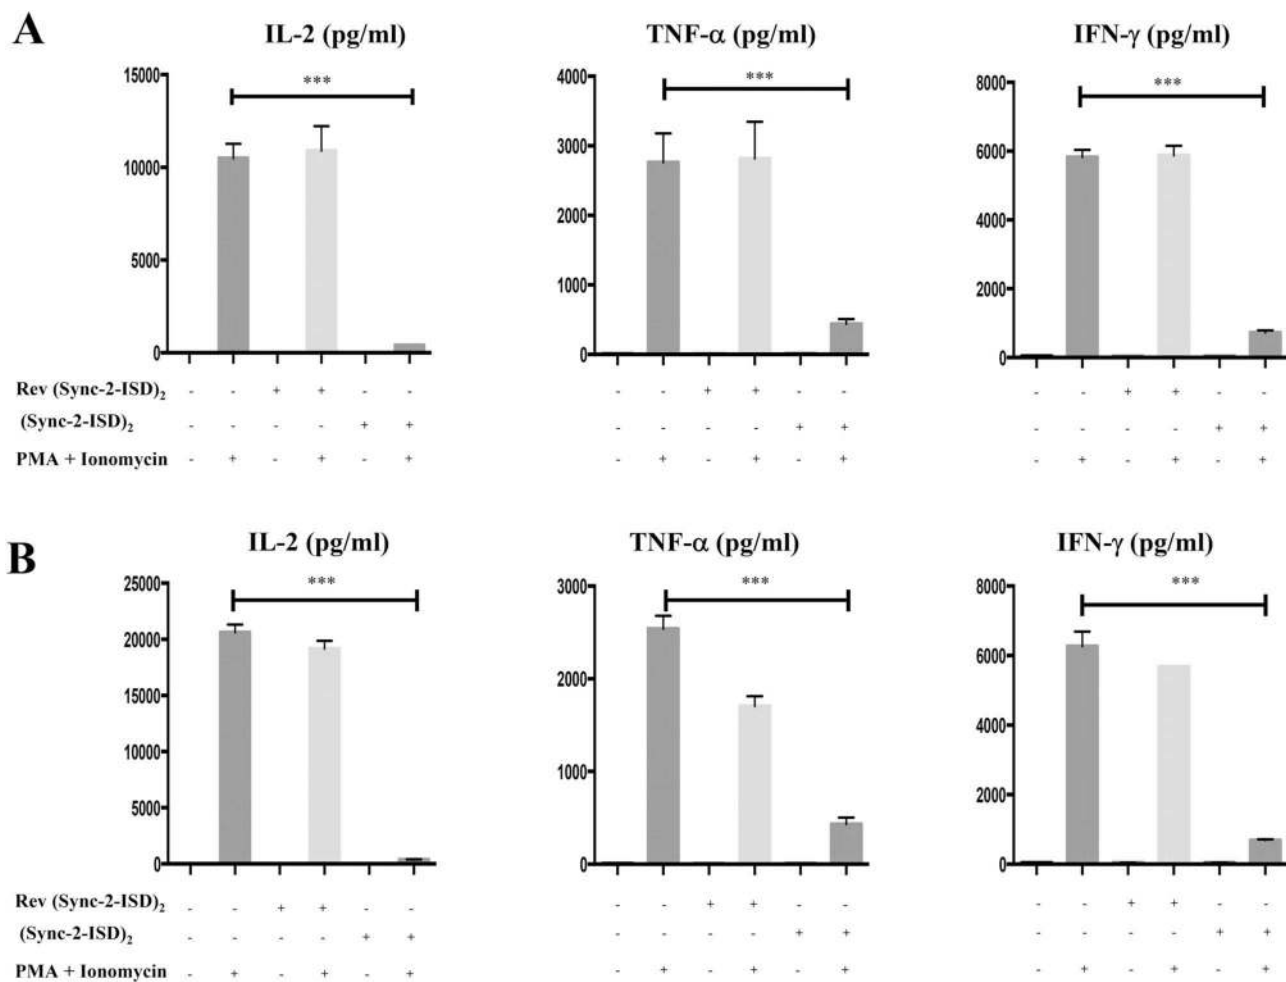 A
IL-2 (pg/ml) TNF-α (pg/ml) IFN-γ (pg/ml)
*** *** ***
15000 4000 8000
10000 3000 6000
5000 2000 4000
1000 2000
0 0 0
Rev (Sync-2-ISD)2 - - + + - - - - + + - - - - + + - -
(Sync-2-ISD)2 - - - - + + - - - - + + - - - - + +
PMA + Ionomycin - + - + - + - + - + - + - + - + - +
B
IL-2 (pg/ml) TNF-α (pg/ml) IFN-γ (pg/ml)
*** *** ***
25000 3000 8000
20000 2000 6000
15000 1000 4000
10000 2000
5000
0 0 0
Rev (Sync-2-ISD)2 - - + + - - - - + + - - - - + + - -
(Sync-2-ISD)2 - - - - + + - - - - + + - - - - + +
PMA + Ionomycin - + - + - + - + - + - + - + - + - +